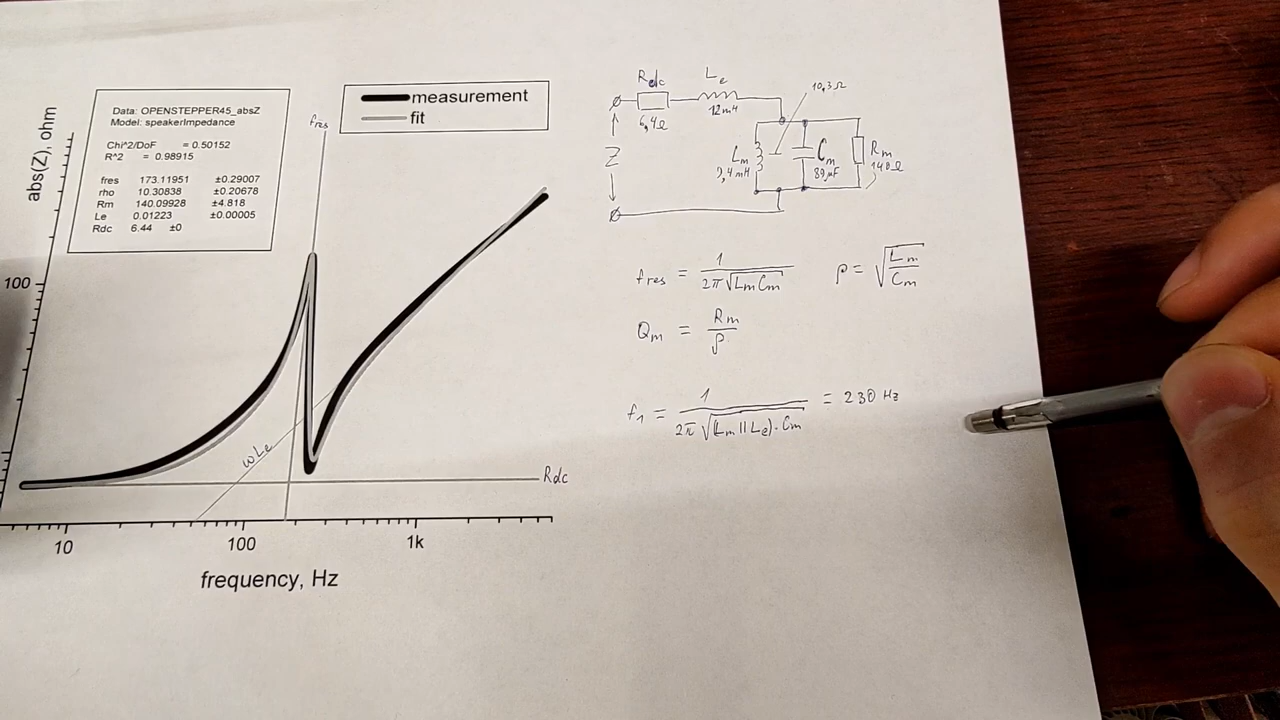 abs(Z), ohm
100
Data: OPENSTEPPER45_absZ
Model: speakerImpedance
Chi^2/DoF = 0.50152
R^2 = 0.98915
fres 173.11951 ±0.29007
rho 10.30838 ±0.20678
Rm 140.09928 ±4.818
Le 0.01223 ±0.00005
Rdc 6.44 ±0
fres
measurement
fit
ωLe
Rdc
10 100 1k
frequency, Hz
Rdc Le 10,3Ω
6,4Ω 12mH
Z
Lm Cm Rm
9,4mH 89μF 140Ω
fres = 1/(2π√(LmCm)) ρ = √(Lm/Cm)
Qm = Rm/ρ
f1 = 1/(2π√((Lm||Le)·Cm)) = 230 Hz